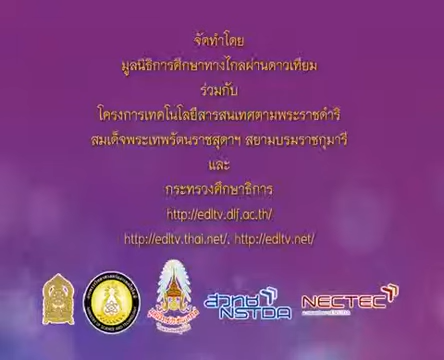 จัดทำโดย
มูลนิธิการศึกษาทางไกลผ่านดาวเทียม
ร่วมกับ
โครงการเทคโนโลยีสารสนเทศตามพระราชดำริ
สมเด็จพระเทพรัตนราชสุดาฯ สยามบรมราชกุมารี
และ
กระทรวงศึกษาธิการ
http://edltv.dlf.ac.th/
http://edltv.thai.net/, http://edltv.net/
สวทช
NSTDA
NECTEC